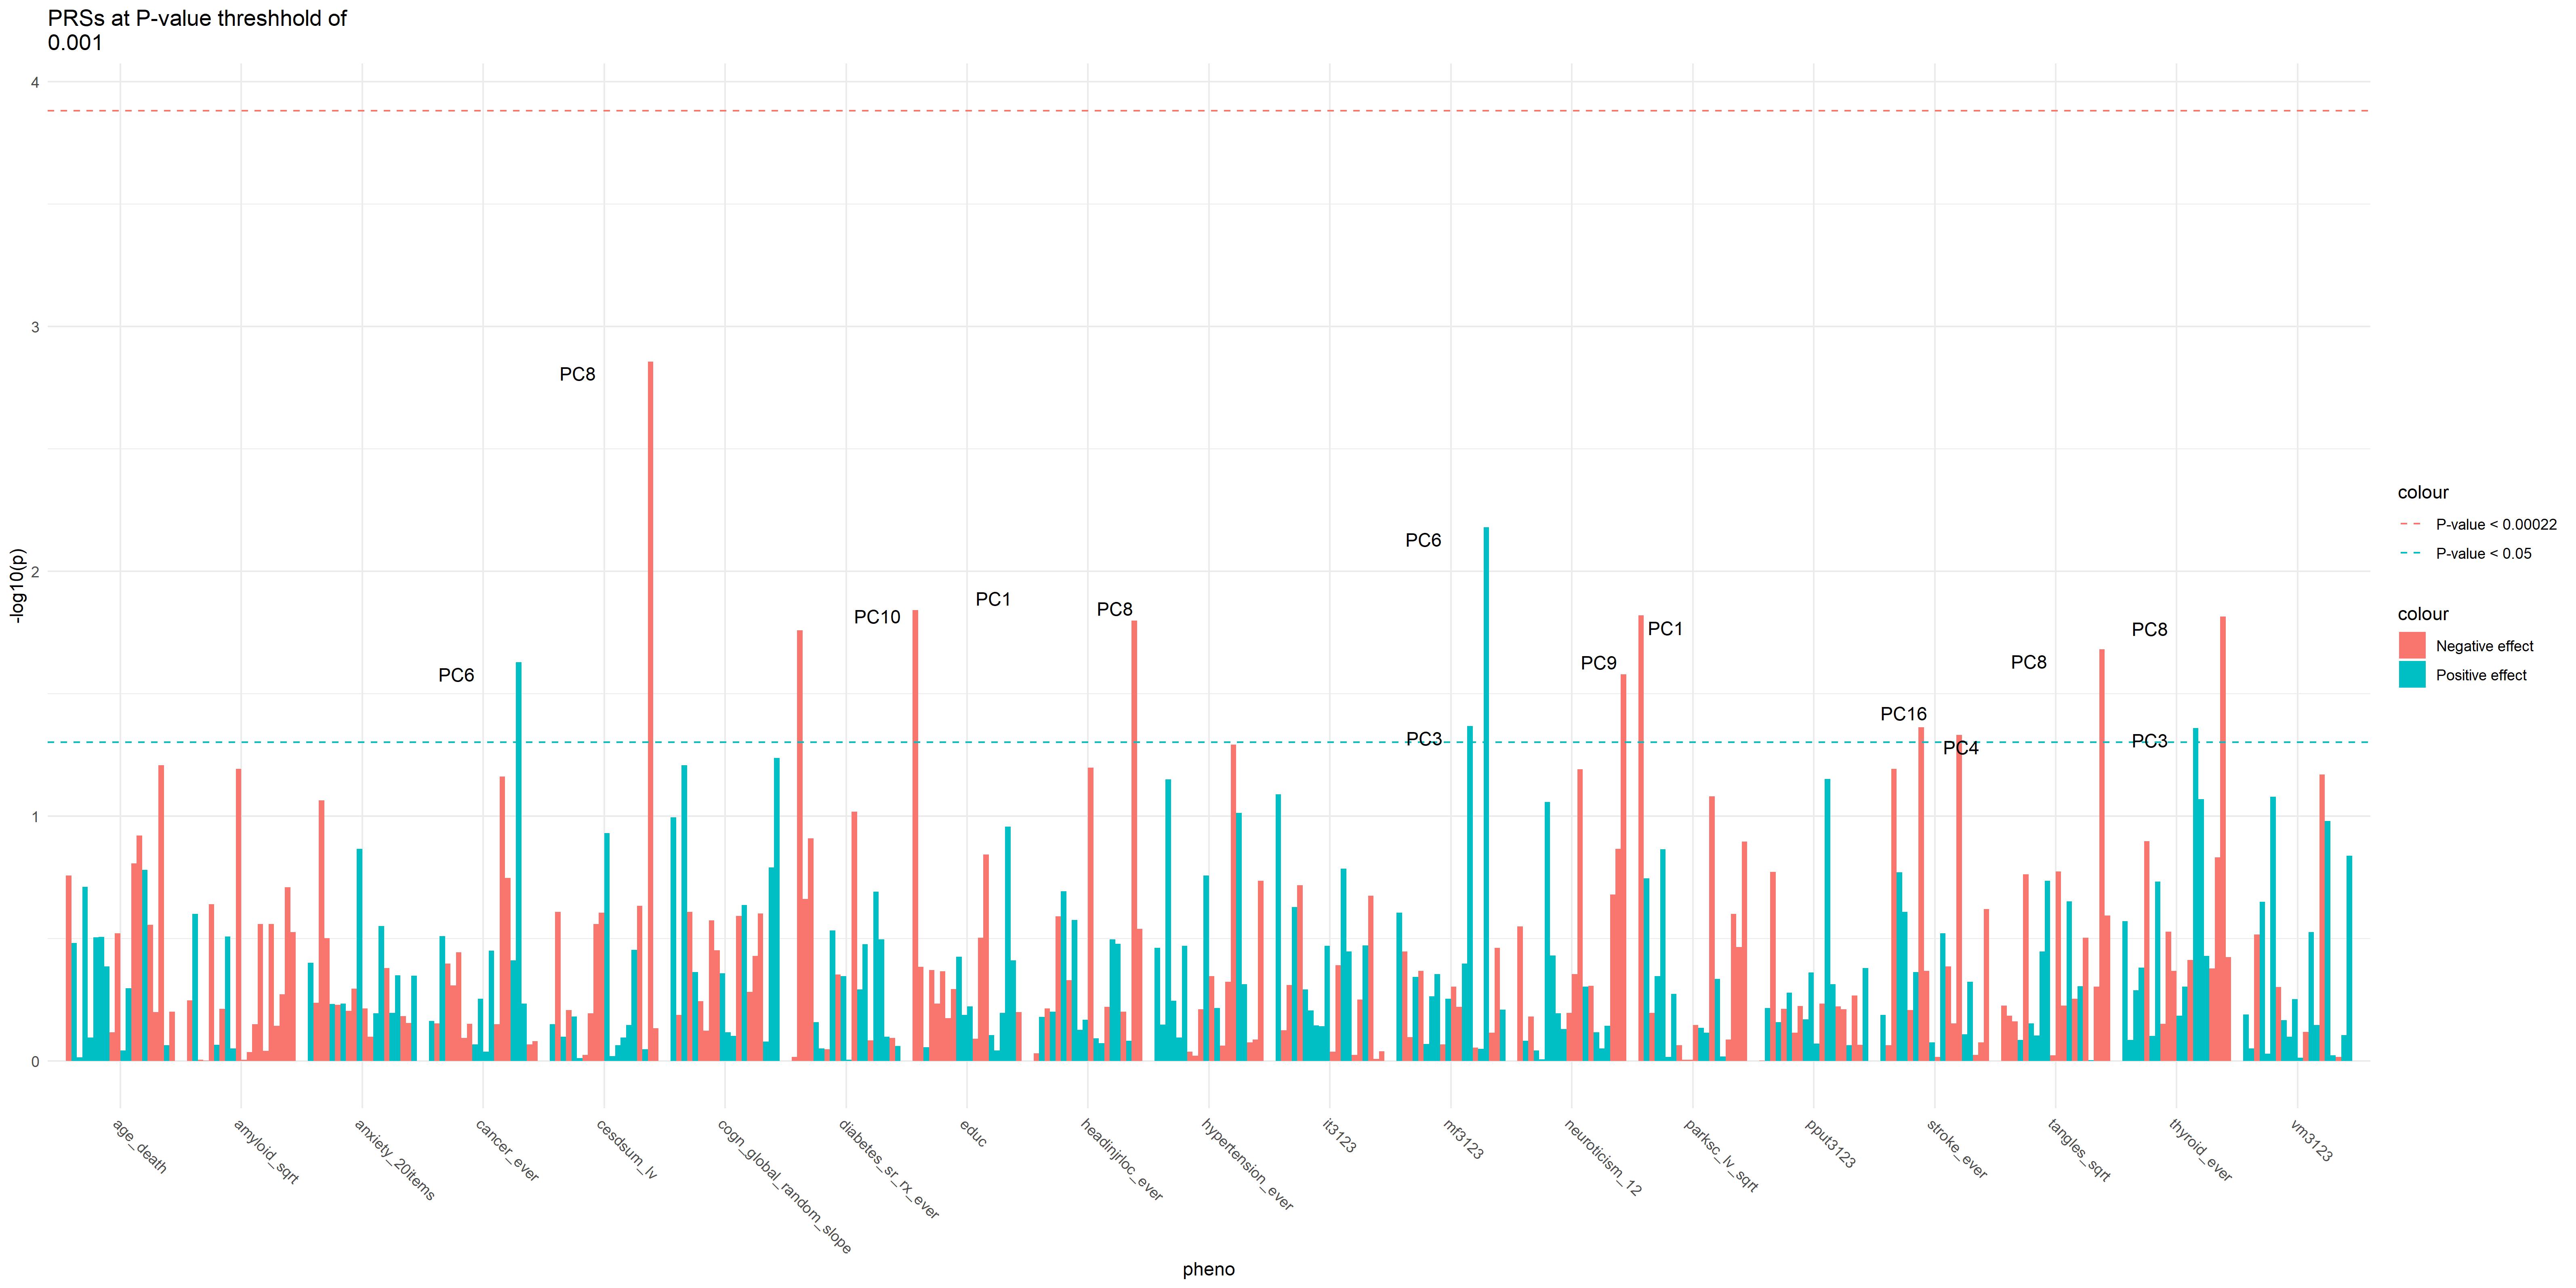 PRSs at P-value threshhold of
0.001
4
3
2
1
0
-log10(p)
PC8
PC6
PC10
PC1
PC8
PC6
PC3
PC9
PC1
PC16
PC4
PC8
PC8
PC3
age_death
amyloid_sqrt
anxiety_20items
cancer_ever
cesdsum_lv
cogn_global_random_slope
diabetes_sr_rx_ever
educ
headinjrloc_ever
hypertension_ever
it3123
mf3123
neuroticism_12
parksc_lv_sqrt
pput3123
stroke_ever
tangles_sqrt
thyroid_ever
vm3123
pheno
colour
P-value < 0.00022
P-value < 0.05
colour
Negative effect
Positive effect